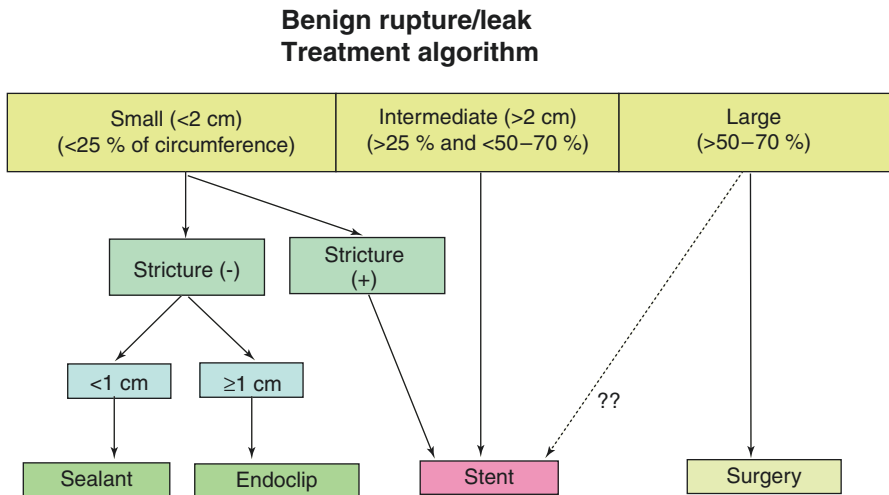 Benign rupture/leak
Treatment algorithm
Small (<2 cm)
(<25 % of circumference)
Intermediate (>2 cm)
(>25 % and <50–70 %)
Large
(>50–70 %)
Stricture (-)
Stricture
(+)
<1 cm
≥1 cm
??
Sealant
Endoclip
Stent
Surgery